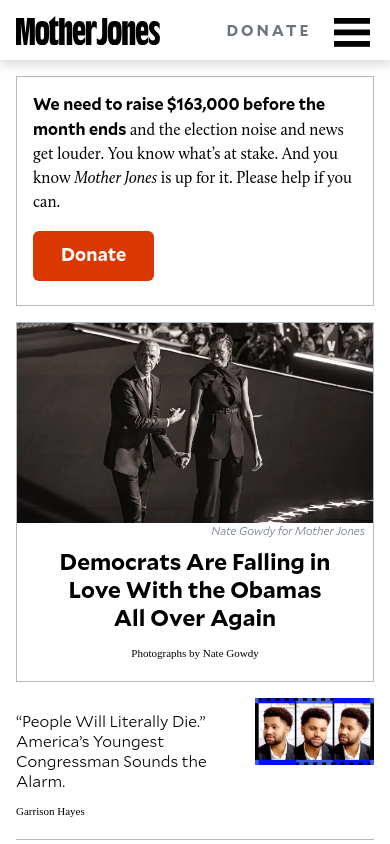 Mother Jones
DONATE
We need to raise $163,000 before the
month ends and the election noise and news
get louder. You know what’s at stake. And you
know Mother Jones is up for it. Please help if you
can.
Donate
Nate Gowdy for Mother Jones
Democrats Are Falling in
Love With the Obamas
All Over Again
Photographs by Nate Gowdy
“People Will Literally Die.”
America’s Youngest
Congressman Sounds the
Alarm.
Garrison Hayes